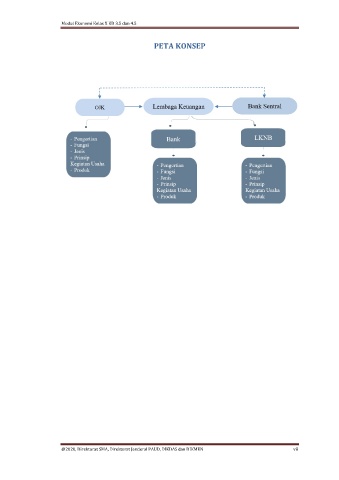 Modul Ekonomi Kelas X KD 3.5 dan 4.5
PETA KONSEP
OJK
Lembaga Keuangan
Bank Sentral
Bank
LKNB
- Pengertian
- Fungsi
- Jenis
- Prinsip
Kegiatan Usaha
- Produk
- Pengertian
- Fungsi
- Jenis
- Prinsip
Kegiatan Usaha
- Produk
- Pengertian
- Fungsi
- Jenis
- Prinsip
Kegiatan Usaha
- Produk
@2020, Direktorat SMA, Direktorat Jenderal PAUD, DIKDAS dan DIKMEN
vii